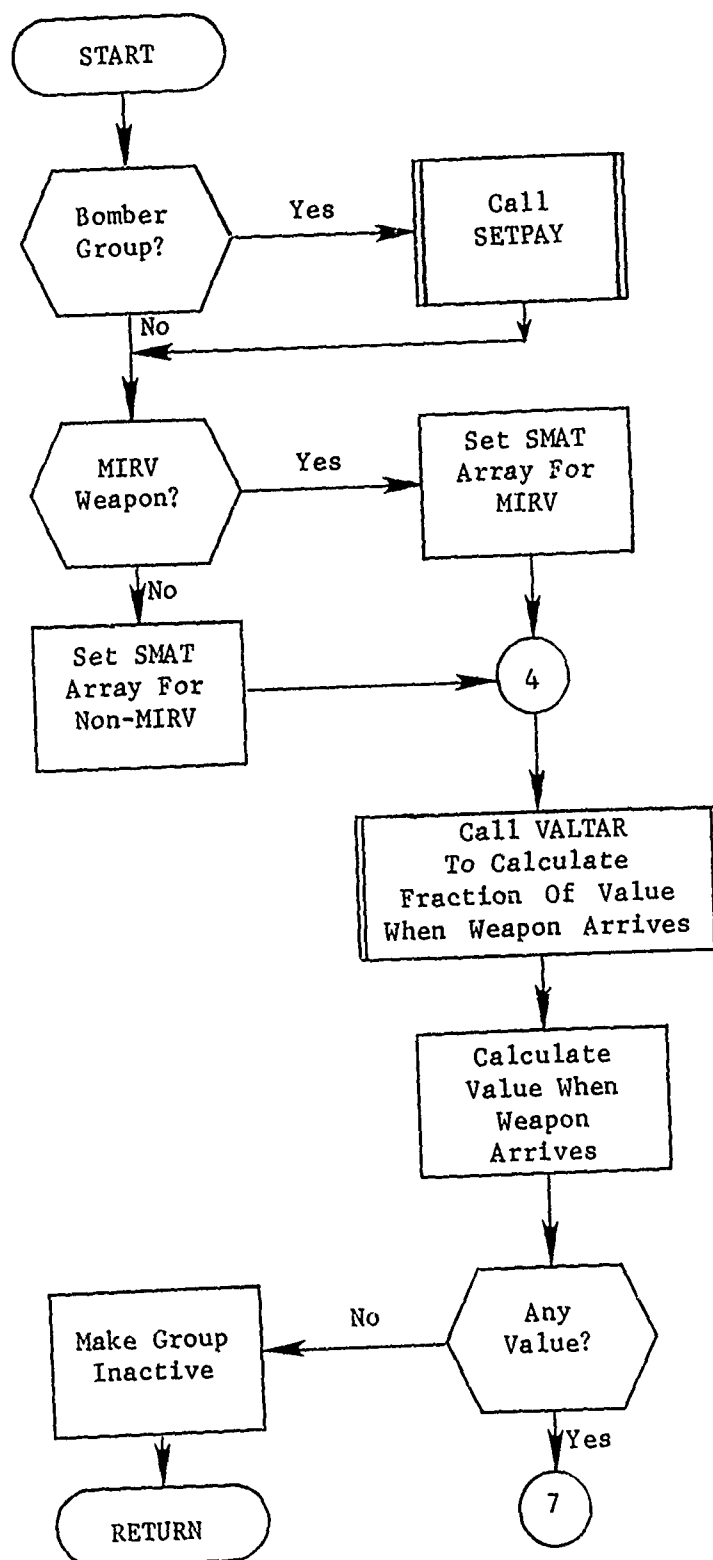 START
Bomber
Group?
Yes
Call
SETPAY
No
MIRV
Weapon?
Yes
Set SMAT
Array For
MIRV
No
Set SMAT
Array For
Non-MIRV
4
Call VALTAR
To Calculate
Fraction Of Value
When Weapon Arrives
Calculate
Value When
Weapon
Arrives
Any
Value?
No
Make Group
Inactive
Yes
RETURN
7